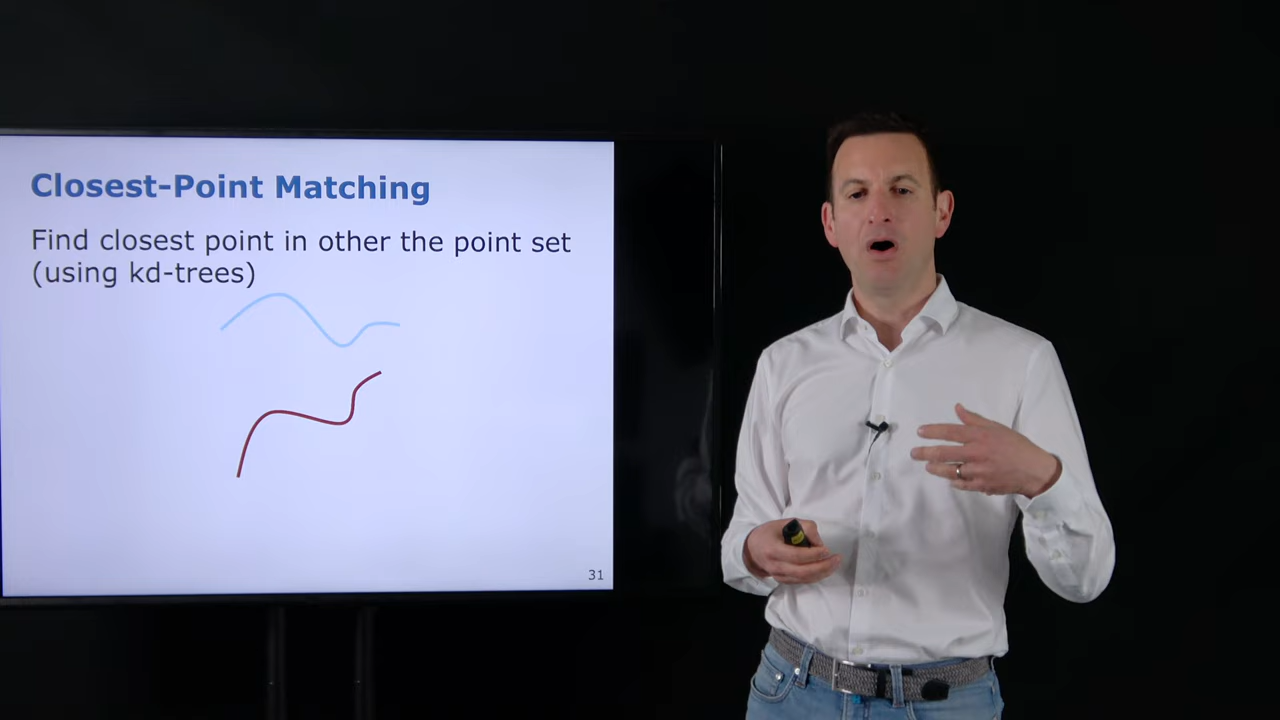 Closest-Point Matching
Find closest point in other the point set
(using kd-trees)
31